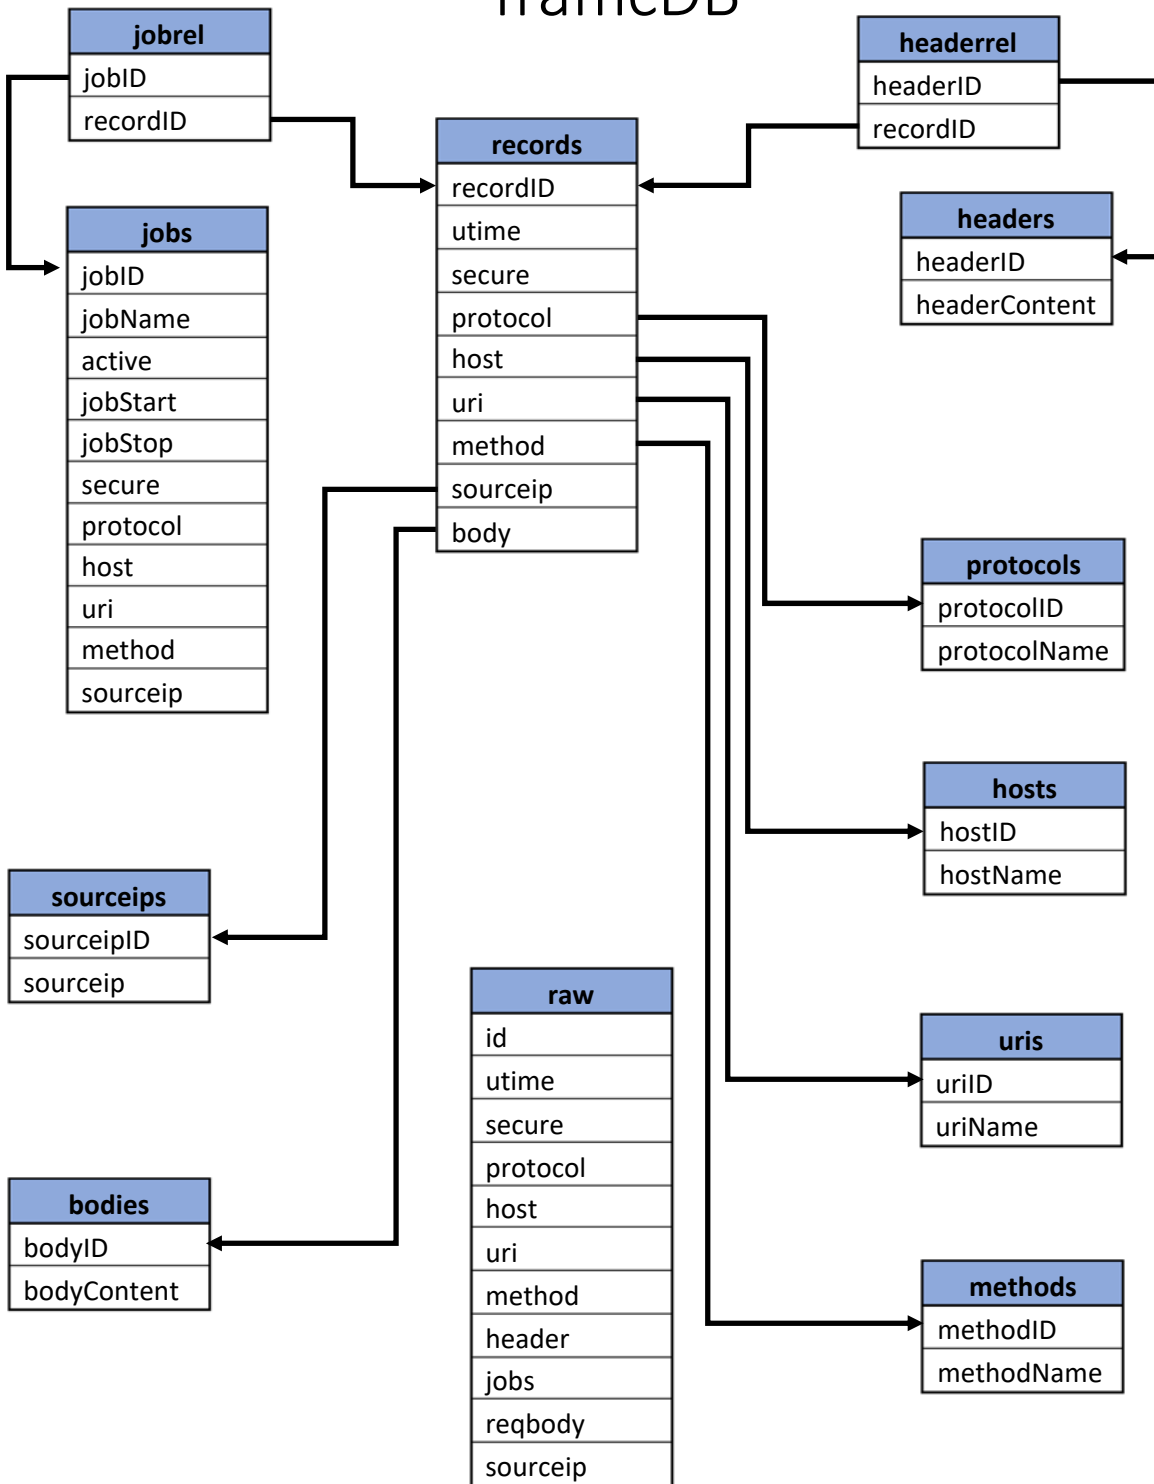 TrafficDB
jobrel
jobID
recordID
headerrel
headerID
recordID
records
recordID
utime
secure
protocol
host
uri
method
sourceip
body
jobs
jobID
jobName
active
jobStart
jobStop
secure
protocol
host
uri
method
sourceip
headers
headerID
headerContent
protocols
protocolID
protocolName
hosts
hostID
hostName
sourceips
sourceipID
sourceip
raw
id
utime
secure
protocol
host
uri
method
header
jobs
reqbody
sourceip
uris
uriID
uriName
bodies
bodyID
bodyContent
methods
methodID
methodName